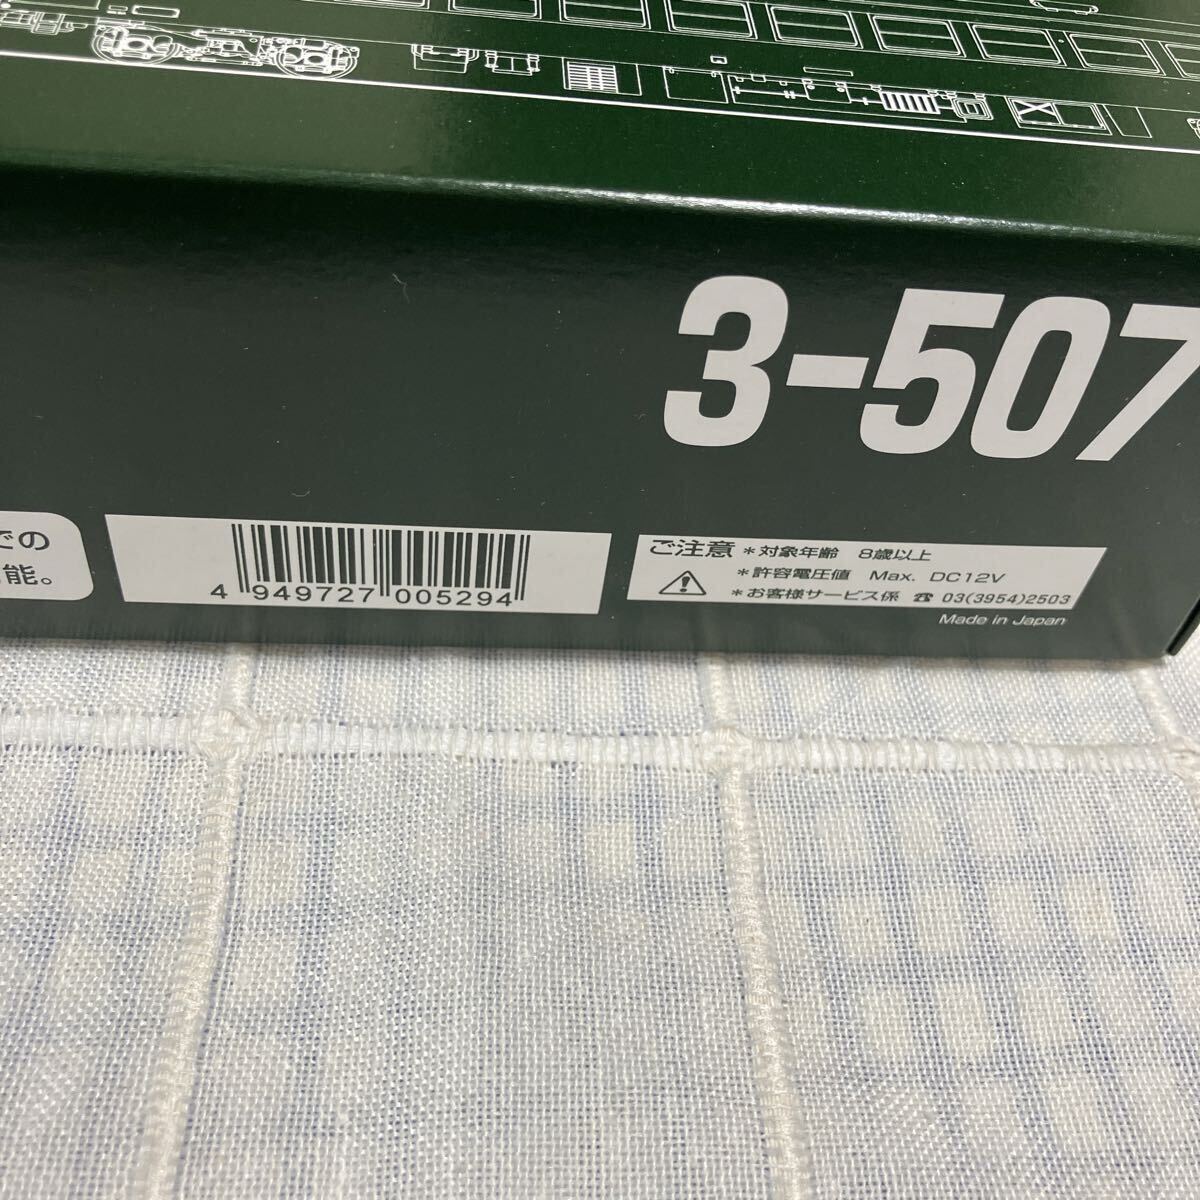 3-507
での
能。
4 949727 005294
ご注意 *対象年齢 8歳以上
*許容電圧値 Max. DC12V
*お客様サービス係 ☎ 03(3954)2503
Made in Japan